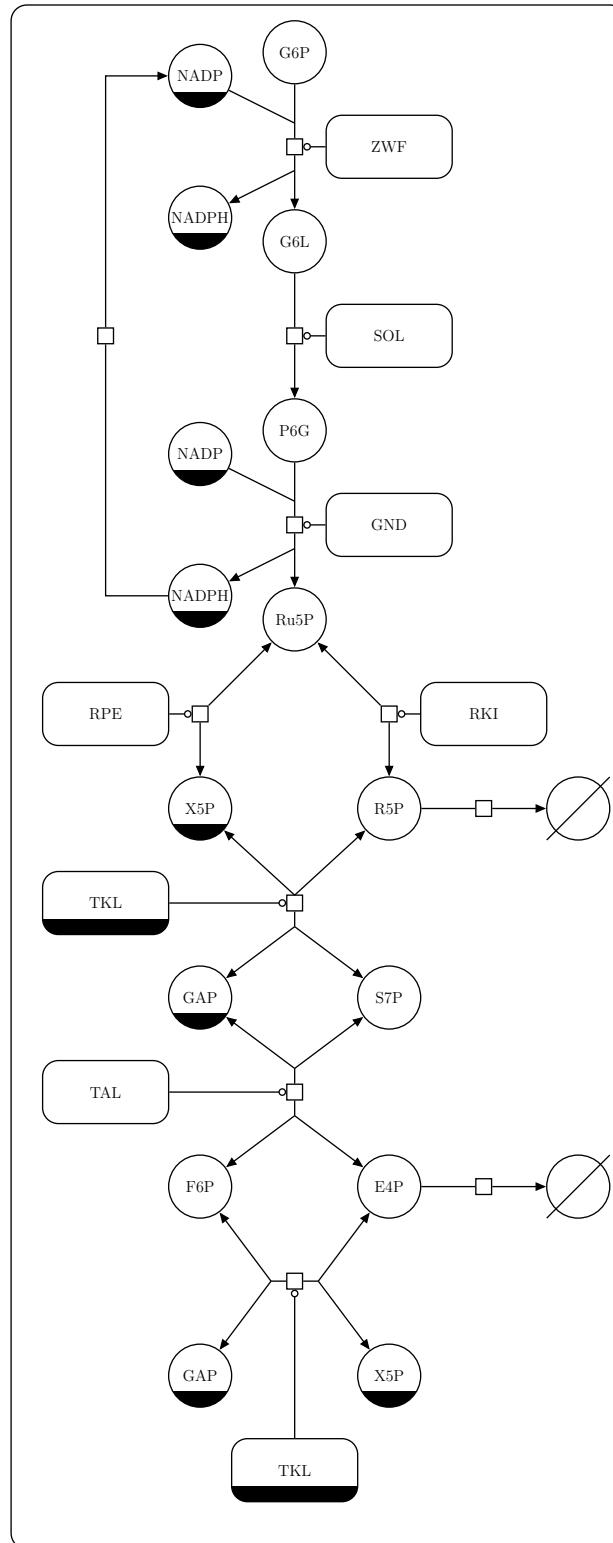 G6P
NADP
ZWF
NADPH
G6L
SOL
P6G
NADP
GND
NADPH
Ru5P
RPE
RKI
X5P
R5P
TKL
GAP
S7P
TAL
F6P
E4P
GAP
X5P
TKL